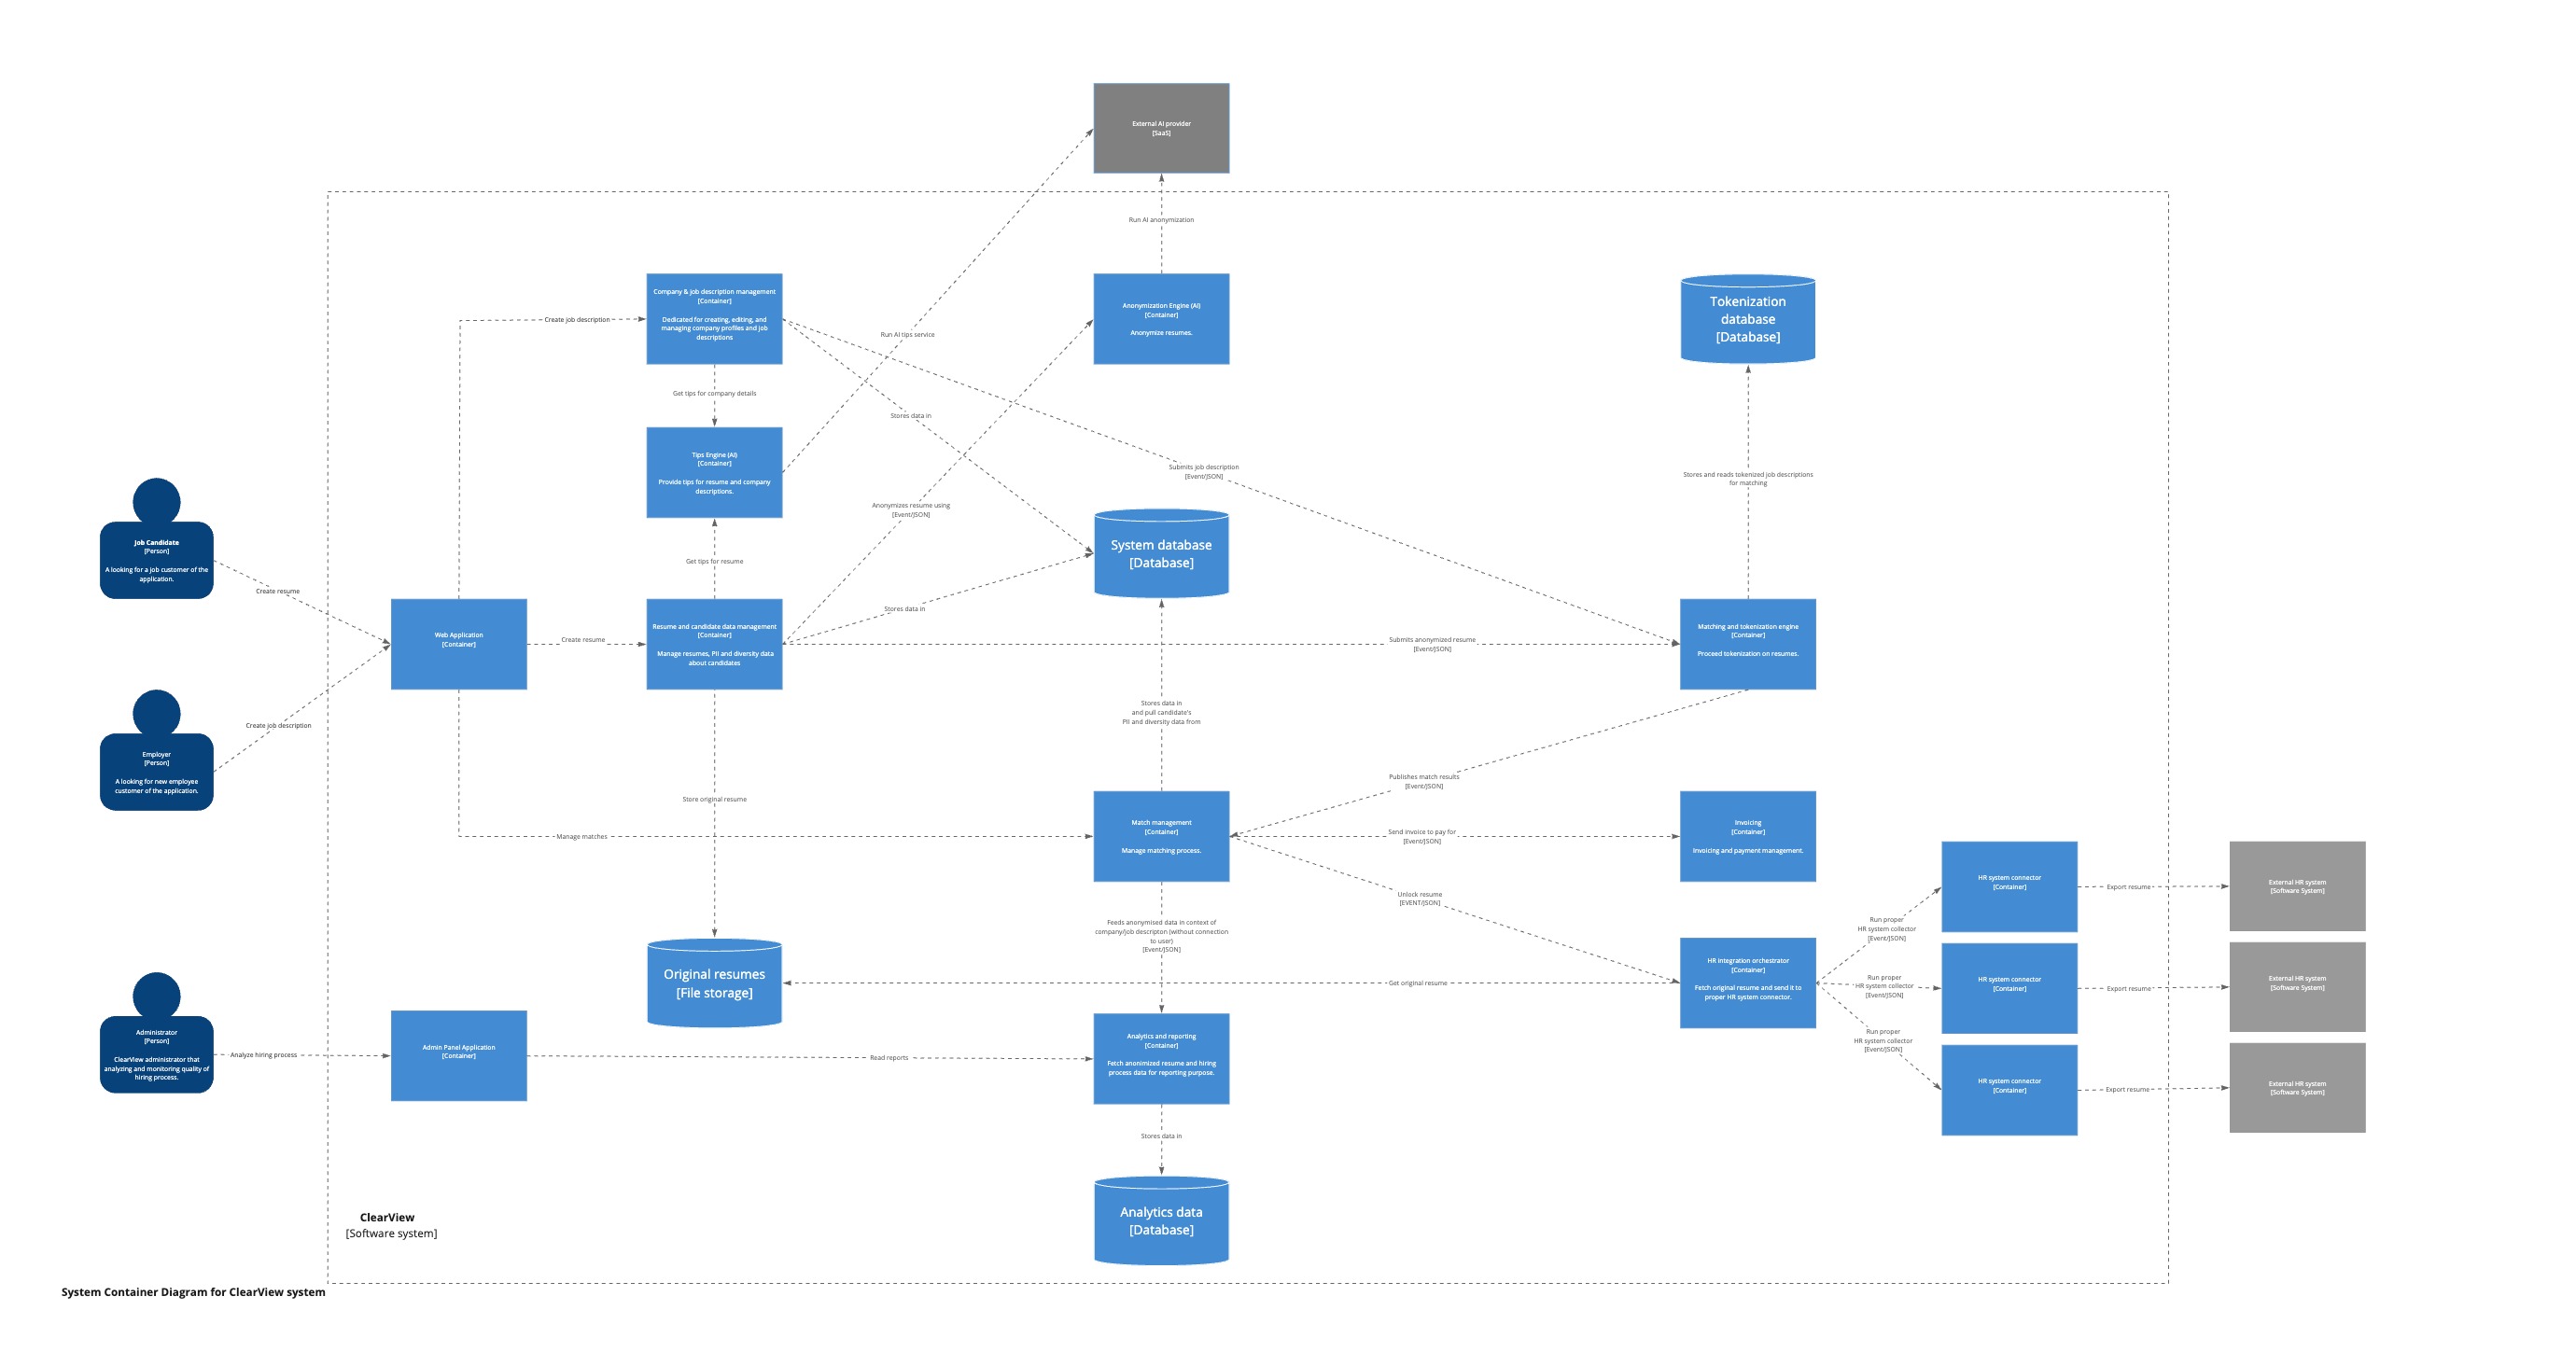 External AI provider
[SaaS]
Run AI anonymization
Company & job description management
[Container]
Dedicated for creating, editing, and
managing company profiles and job
descriptions
Anonymization Engine (AI)
[Container]
Anonymize resumes.
Tokenization
database
[Database]
Create job description
Run AI tips service
Get tips for company details
Stores data in
Tips Engine (AI)
[Container]
Provide tips for resume and company
descriptions.
Submits job description
[Event/JSON]
Stores and reads tokenized job descriptions
for matching
Anonymizes resume using
[Event/JSON]
Job Candidate
[Person]
A looking for a job customer of the
application.
System database
[Database]
Get tips for resume
Create resume
Stores data in
Web Application
[Container]
Create resume
Resume and candidate data management
[Container]
Manage resumes, PII and diversity data
about candidates
Submits anonymized resume
[Event/JSON]
Matching and tokenization engine
[Container]
Proceed tokenization on resumes.
Create job description
Stores data in
and pull candidate's
PII and diversity data from
Employer
[Person]
A looking for new employee
customer of the application.
Publishes match results
[Event/JSON]
Store original resume
Manage matches
Match management
[Container]
Manage matching process.
Send invoice to pay for
[Event/JSON]
Invoicing
[Container]
Invoicing and payment management.
HR system connector
[Container]
Export resume
External HR system
[Software System]
Unlock resume
[EVENT/JSON]
Feeds anonymised data in context of
company/job descripton (without connection
to user)
[Event/JSON]
Run proper
HR system collector
[Event/JSON]
Original resumes
[File storage]
Get original resume
HR integration orchestrator
[Container]
Fetch original resume and send it to
proper HR system connector.
Run proper
HR system collector
[Event/JSON]
HR system connector
[Container]
Export resume
External HR system
[Software System]
Administrator
[Person]
ClearView administrator that
analyzing and monitoring quality of
hiring process.
Analyze hiring process
Admin Panel Application
[Container]
Read reports
Analytics and reporting
[Container]
Fetch anonimized resume and hiring
process data for reporting purpose.
Run proper
HR system collector
[Event/JSON]
HR system connector
[Container]
Export resume
External HR system
[Software System]
Stores data in
Analytics data
[Database]
ClearView
[Software system]
System Container Diagram for ClearView system